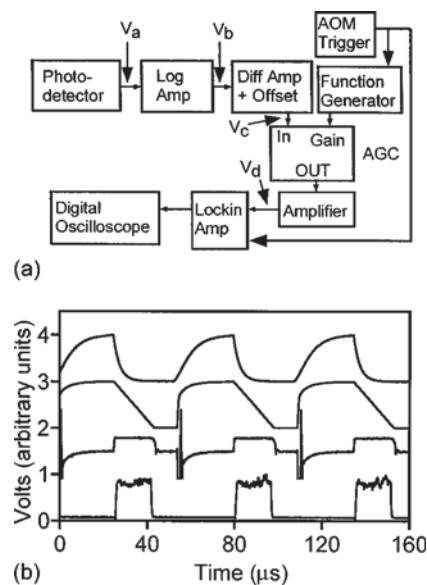 AOM
Trigger
Va
Vb
Photo-
detector
Log
Amp
Diff Amp
+ Offset
Function
Generator
Vc
In
Gain
AGC
OUT
Vd
Digital
Oscilloscope
Lockin
Amp
Amplifier
(a)
Volts (arbitrary units)
5
4
3
2
1
0
0
40
80
120
160
Time (μs)
(b)